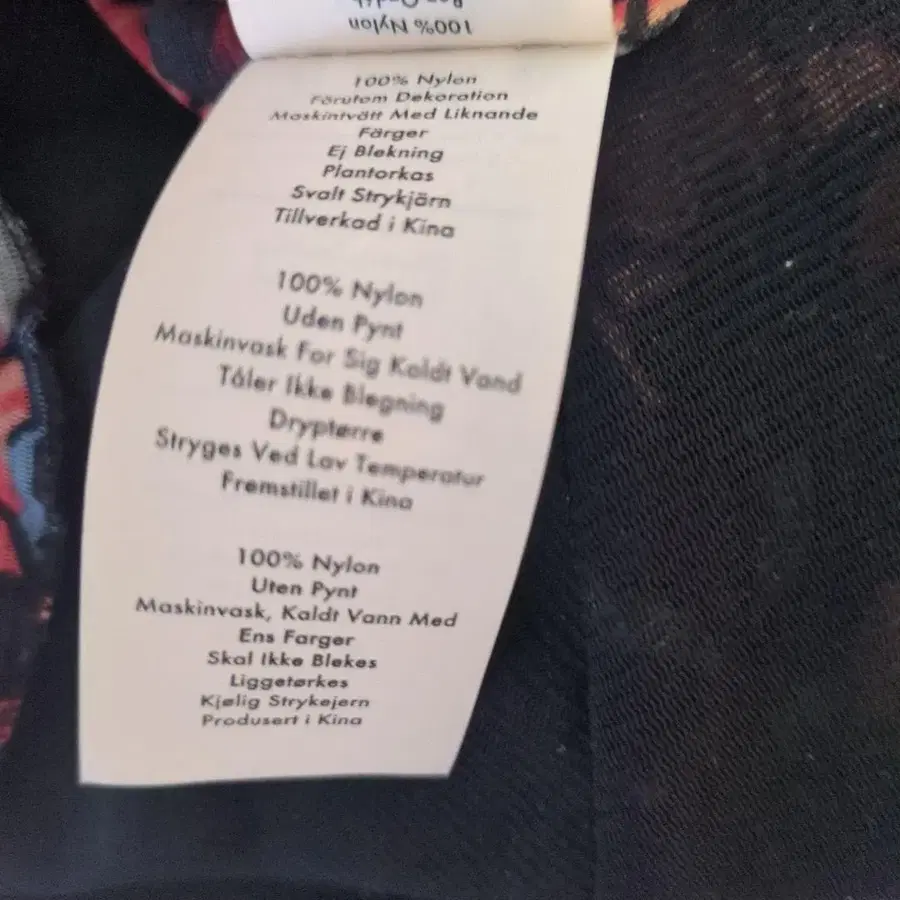 100% Nylon
100% Nylon
Förutom Dekoration
Maskintvätt Med Liknande
Färger
Ej Blekning
Plantorkas
Svalt Strykjärn
Tillverkad i Kina
100% Nylon
Uden Pynt
Maskinvask For Sig Koldt Vand
Tåler Ikke Blegning
Dryptørre
Stryges Ved Lav Temperatur
Fremstillet i Kina
100% Nylon
Uten Pynt
Maskinvask, Kaldt Vann Med
Ens Farger
Skal Ikke Blekes
Liggetørkes
Kjølig Strykejern
Produsert i Kina